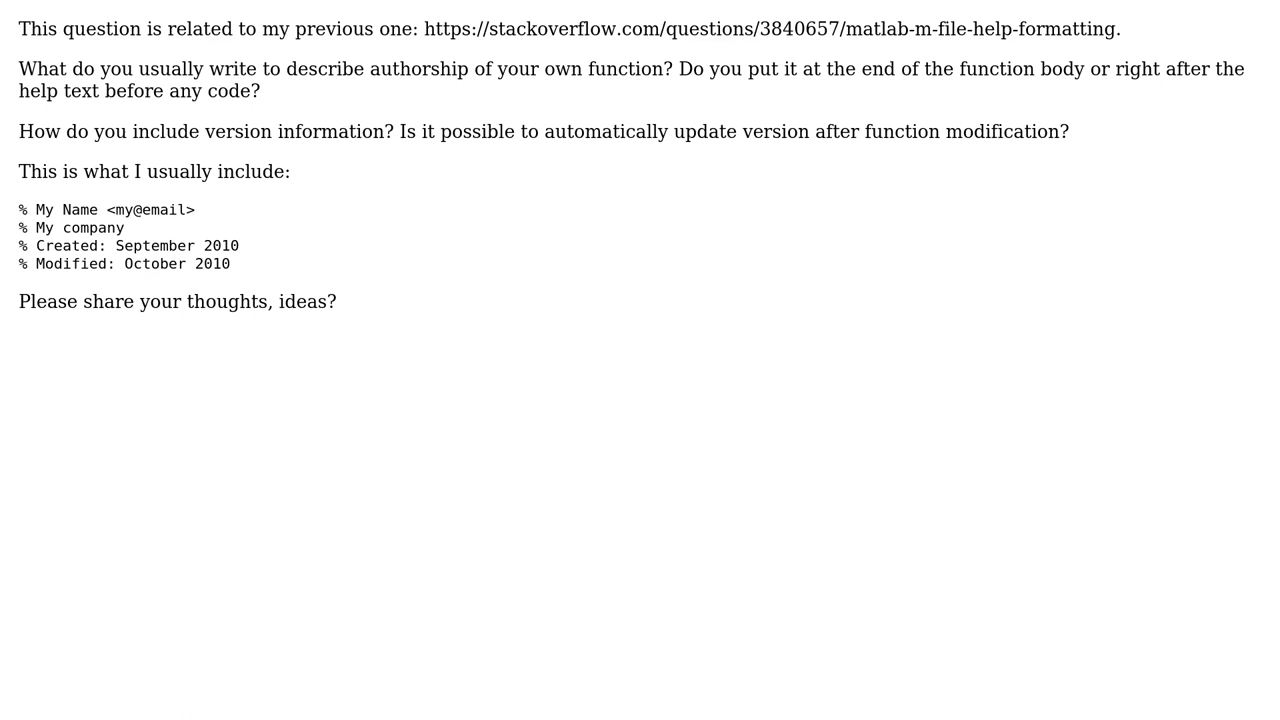 This question is related to my previous one: https://stackoverflow.com/questions/3840657/matlab-m-file-help-formatting.
What do you usually write to describe authorship of your own function? Do you put it at the end of the function body or right after the
help text before any code?
How do you include version information? Is it possible to automatically update version after function modification?
This is what I usually include:
% My Name <my@email>
% My company
% Created: September 2010
% Modified: October 2010
Please share your thoughts, ideas?